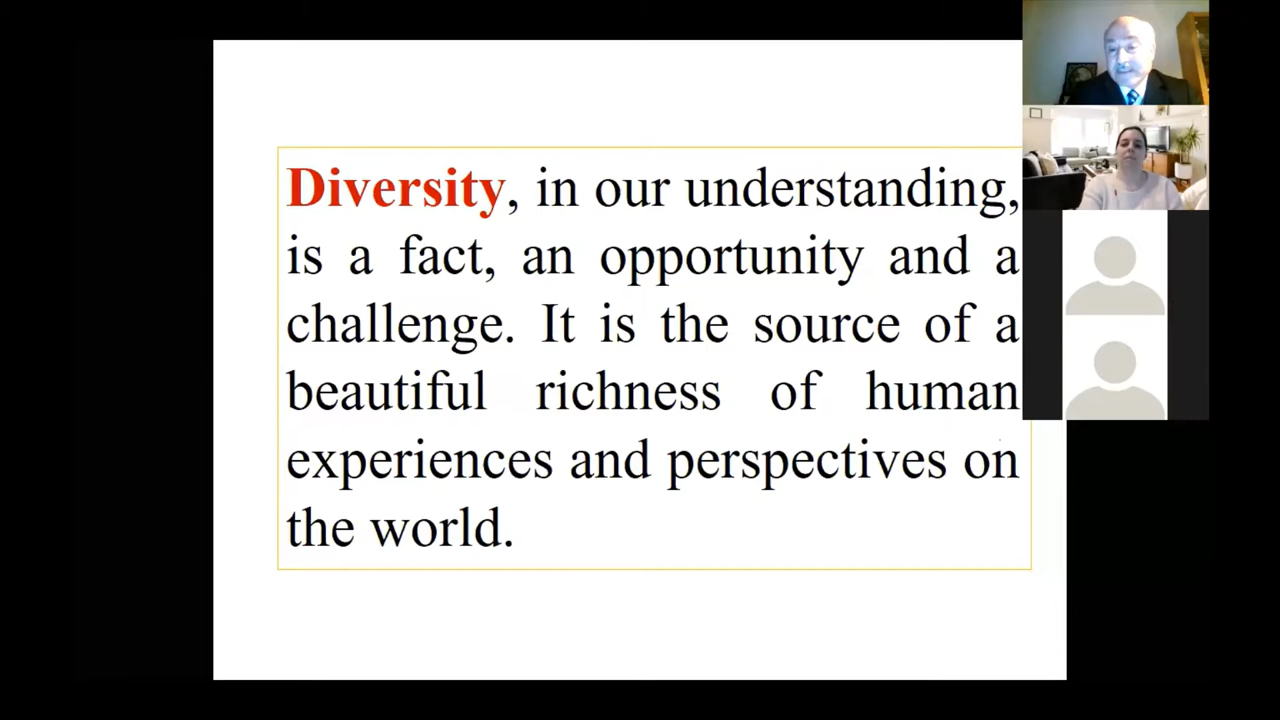 Diversity, in our understanding,
is a fact, an opportunity and a
challenge. It is the source of a
beautiful richness of human
experiences and perspectives on
the world.